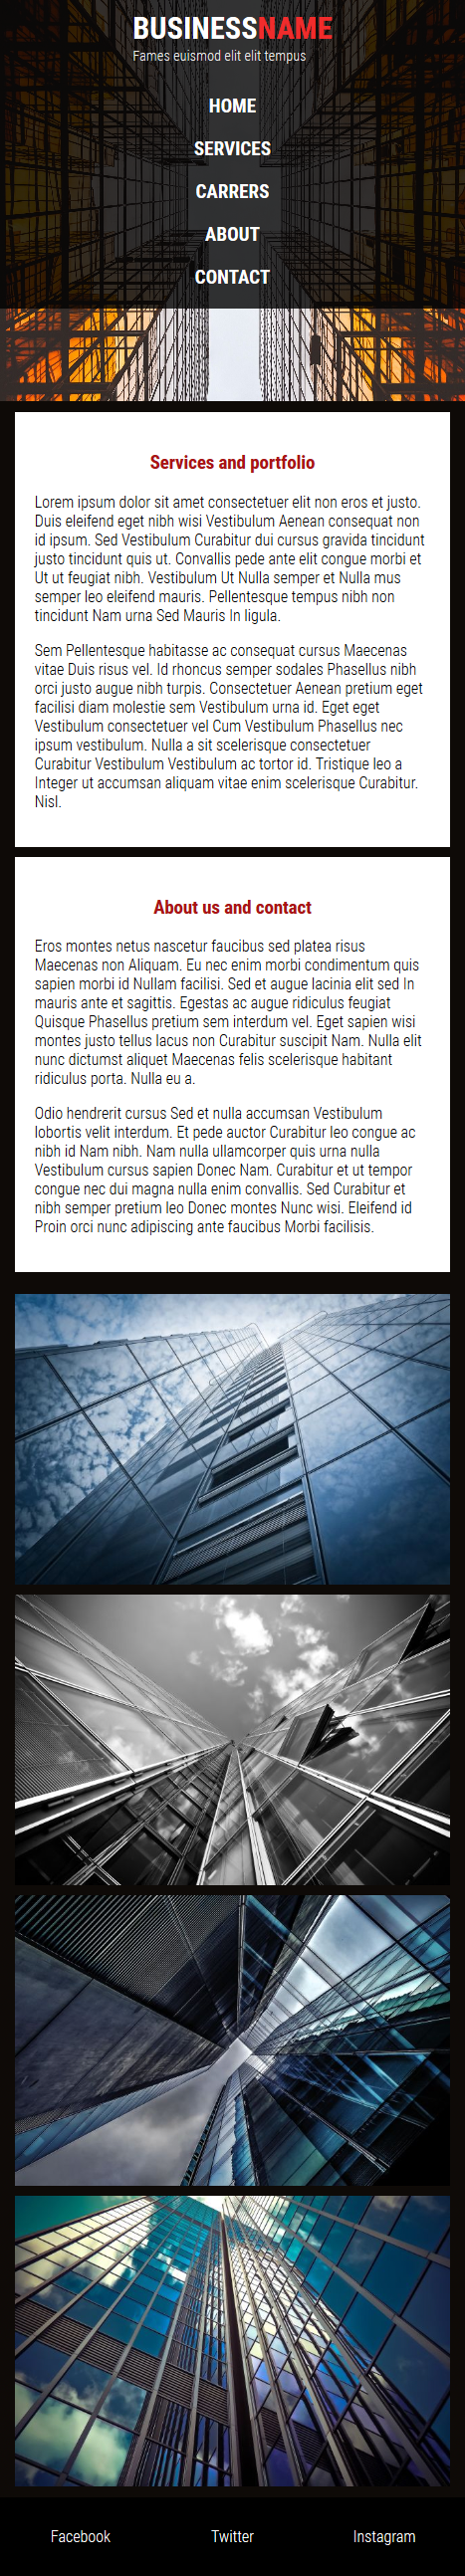 BUSINESSNAME
Fames euismod elit elit tempus
HOME
SERVICES
CARRERS
ABOUT
CONTACT
Services and portfolio
Lorem ipsum dolor sit amet consectetuer elit non eros et justo.
Duis eleifend eget nibh wisi Vestibulum Aenean consequat non
id ipsum. Sed Vestibulum Curabitur dui cursus gravida tincidunt
justo tincidunt quis ut. Convallis pede ante elit congue morbi et
Ut ut feugiat nibh. Vestibulum Ut Nulla semper et Nulla mus
semper leo eleifend mauris. Pellentesque tempus nibh non
tincidunt Nam urna Sed Mauris In ligula.
Sem Pellentesque habitasse ac consequat cursus Maecenas
vitae Duis risus vel. Id rhoncus semper sodales Phasellus nibh
orci justo augue nibh turpis. Consectetuer Aenean pretium eget
facilisi diam molestie sem Vestibulum urna id. Eget eget
Vestibulum consectetuer vel Cum Vestibulum Phasellus nec
ipsum vestibulum. Nulla a sit scelerisque consectetuer
Curabitur Vestibulum Vestibulum ac tortor id. Tristique leo a
Integer ut accumsan aliquam vitae enim scelerisque Curabitur.
Nisl.
About us and contact
Eros montes netus nascetur faucibus sed platea risus
Maecenas non Aliquam. Eu nec enim morbi condimentum quis
sapien morbi id Nullam facilisi. Sed et augue lacinia elit sed In
mauris ante et sagittis. Egestas ac augue ridiculus feugiat
Quisque Phasellus pretium sem interdum vel. Eget sapien wisi
montes justo tellus lacus non Curabitur suscipit Nam. Nulla elit
nunc dictumst aliquet Maecenas felis scelerisque habitant
ridiculus porta. Nulla eu a.
Odio hendrerit cursus Sed et nulla accumsan Vestibulum
lobortis velit interdum. Et pede auctor Curabitur leo congue ac
nibh id Nam nibh. Nam nulla ullamcorper quis urna nulla
Vestibulum cursus sapien Donec Nam. Curabitur et ut tempor
congue nec dui magna nulla enim convallis. Sed Curabitur et
nibh semper pretium leo Donec montes Nunc wisi. Eleifend id
Proin orci nunc adipiscing ante faucibus Morbi facilisis.
Facebook Twitter Instagram